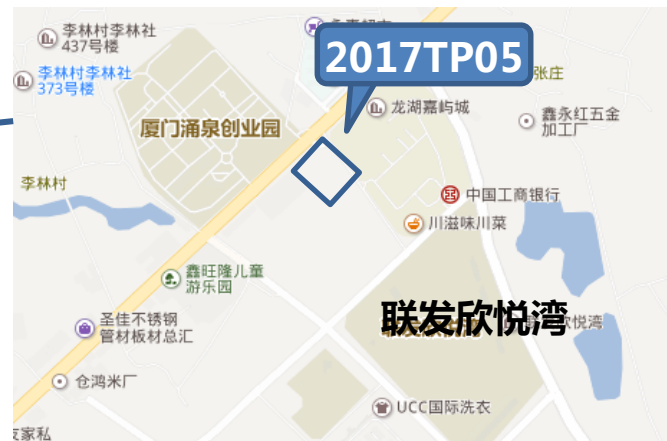 李林村李林社
437号楼
2017TP05
李林村李林社
373号楼
张庄
龙湖嘉屿城
鑫永红五金
加工厂
厦门涌泉创业园
李林村
中国工商银行
川滋味川菜
鑫旺隆儿童
游乐园
联发欣悦湾
圣佳不锈钢
管材板材总汇
仓鸿米厂
UCC国际洗衣
友家私